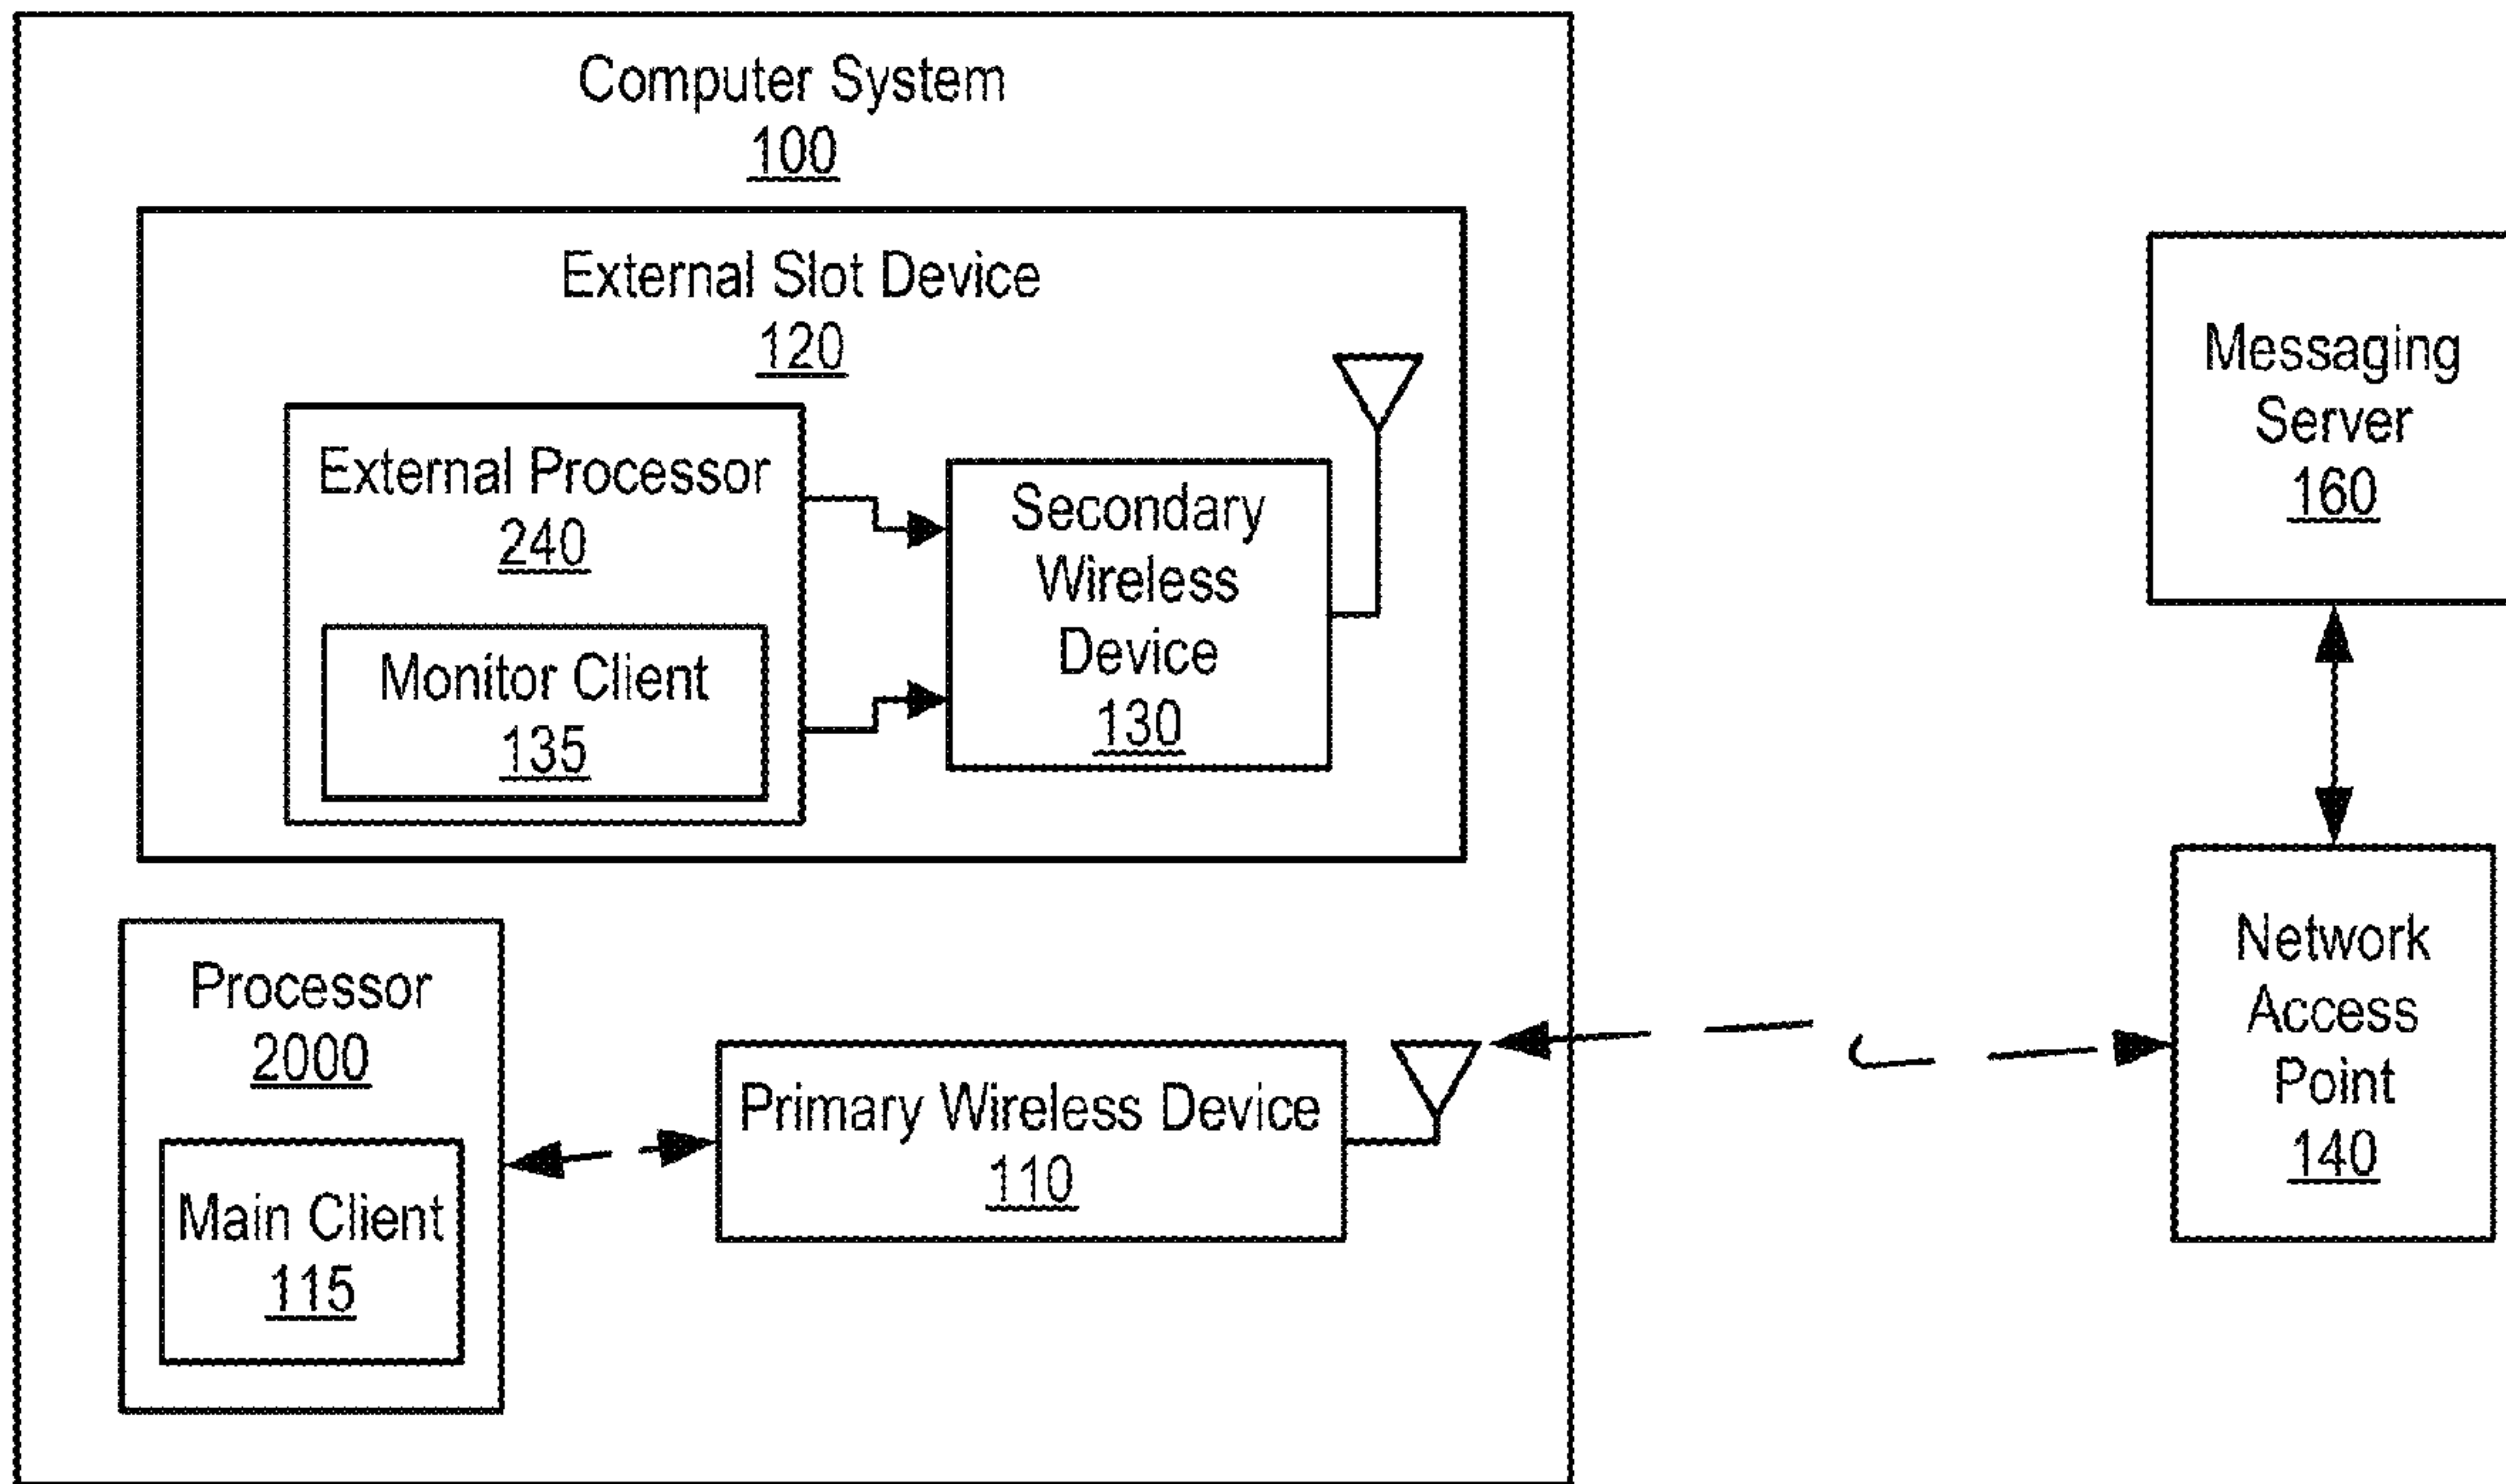 Computer System
100
External Slot Device
120
External Processor
240
Monitor Client
135
Secondary
Wireless
Device
130
Messaging
Server
160
Processor
2000
Main Client
115
Primary Wireless Device
110
Network
Access
Point
140